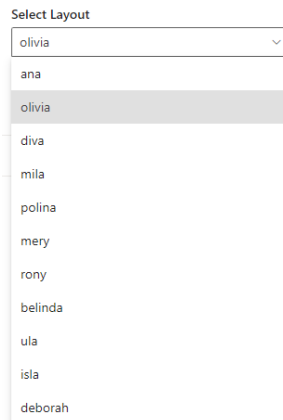 Select Layout
olivia
ana
olivia
diva
mila
polina
mery
rony
belinda
ula
isla
deborah